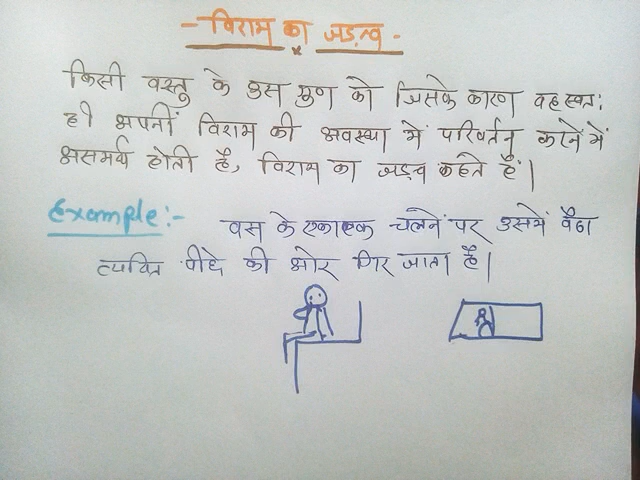 - विराम का जड़त्व -
किसी वस्तु के उस गुण को जिसके कारण वह स्वतः
ही अपनीं विराम की अवस्था में परिवर्तन करने में
असमर्थ होती है, विराम का जड़त्व कहते हैं।
Example:- बस के एकाएक चलने पर उसमें बैठा
व्यक्ति पीछे की ओर गिर जाता है।